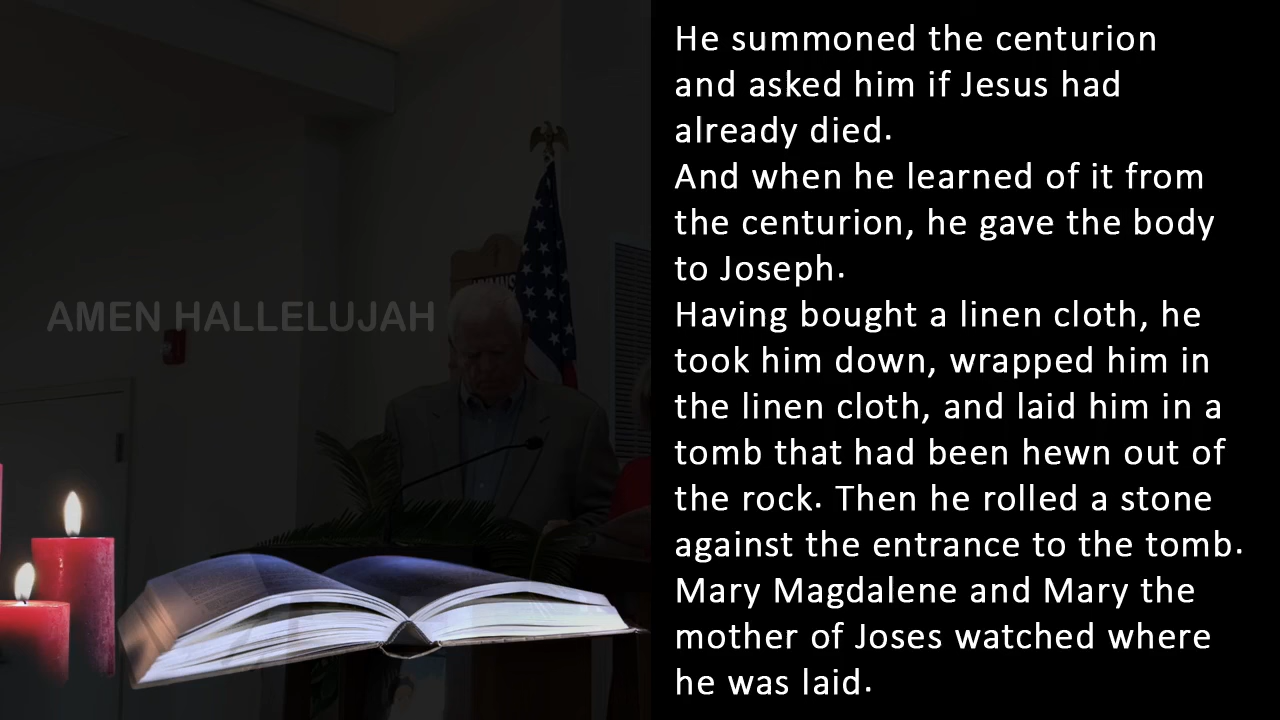 AMEN HALLELUJAH
He summoned the centurion
and asked him if Jesus had
already died.
And when he learned of it from
the centurion, he gave the body
to Joseph.
Having bought a linen cloth, he
took him down, wrapped him in
the linen cloth, and laid him in a
tomb that had been hewn out of
the rock. Then he rolled a stone
against the entrance to the tomb.
Mary Magdalene and Mary the
mother of Joses watched where
he was laid.